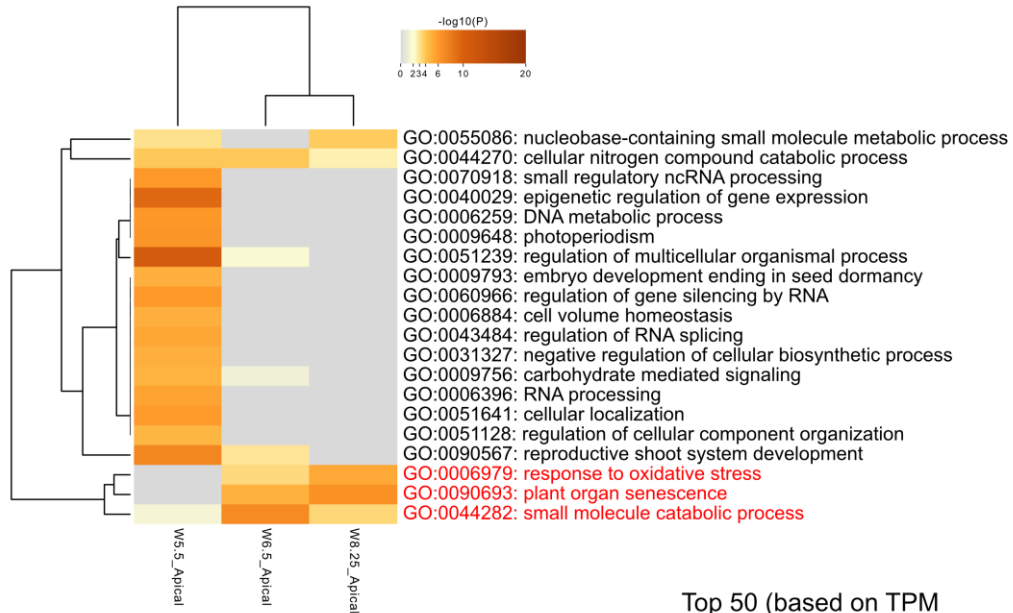 -log10(P)
0 2 3 4 6 10 20
GO:0055086: nucleobase-containing small molecule metabolic process
GO:0044270: cellular nitrogen compound catabolic process
GO:0070918: small regulatory ncRNA processing
GO:0040029: epigenetic regulation of gene expression
GO:0006259: DNA metabolic process
GO:0009648: photoperiodism
GO:0051239: regulation of multicellular organismal process
GO:0009793: embryo development ending in seed dormancy
GO:0060966: regulation of gene silencing by RNA
GO:0006884: cell volume homeostasis
GO:0043484: regulation of RNA splicing
GO:0031327: negative regulation of cellular biosynthetic process
GO:0009756: carbohydrate mediated signaling
GO:0006396: RNA processing
GO:0051641: cellular localization
GO:0051128: regulation of cellular component organization
GO:0090567: reproductive shoot system development
GO:0006979: response to oxidative stress
GO:0090693: plant organ senescence
GO:0044282: small molecule catabolic process
W5.5_Apical
W6.5_Apical
W8.25_Apical
Top 50 (based on TPM